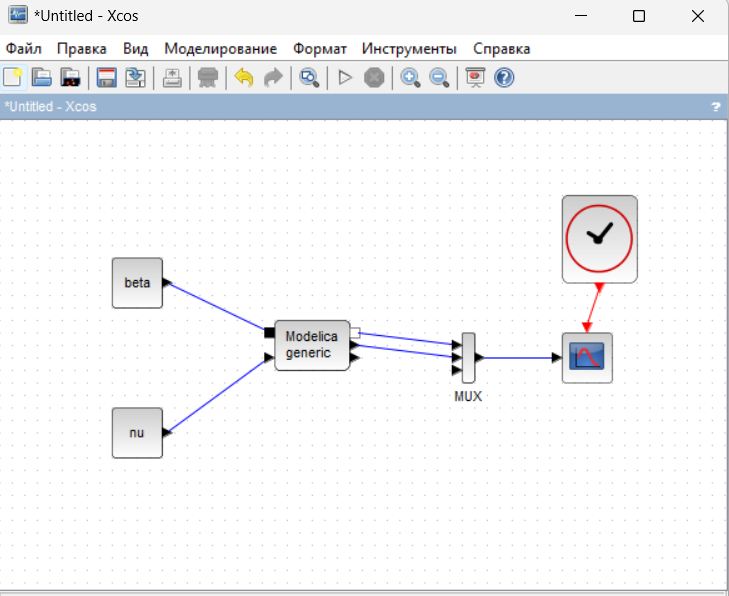 *Untitled - Xcos
Файл Правка Вид Моделирование Формат Инструменты Справка
*Untitled - Xcos ?
beta
Modelica
generic
MUX
nu